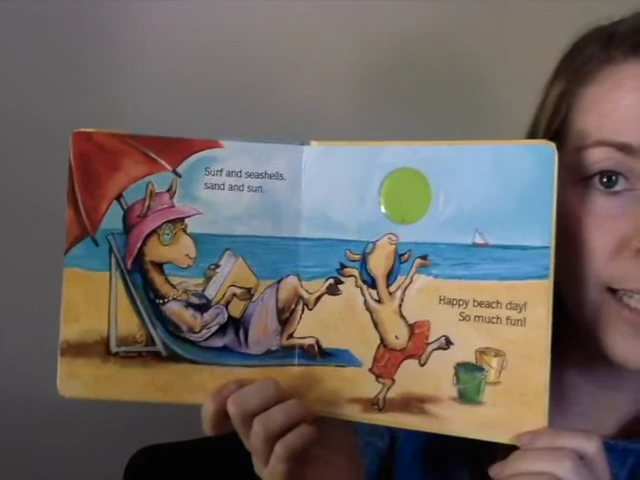 Surf and seashells,
sand and sun.
Happy beach day!
So much fun!